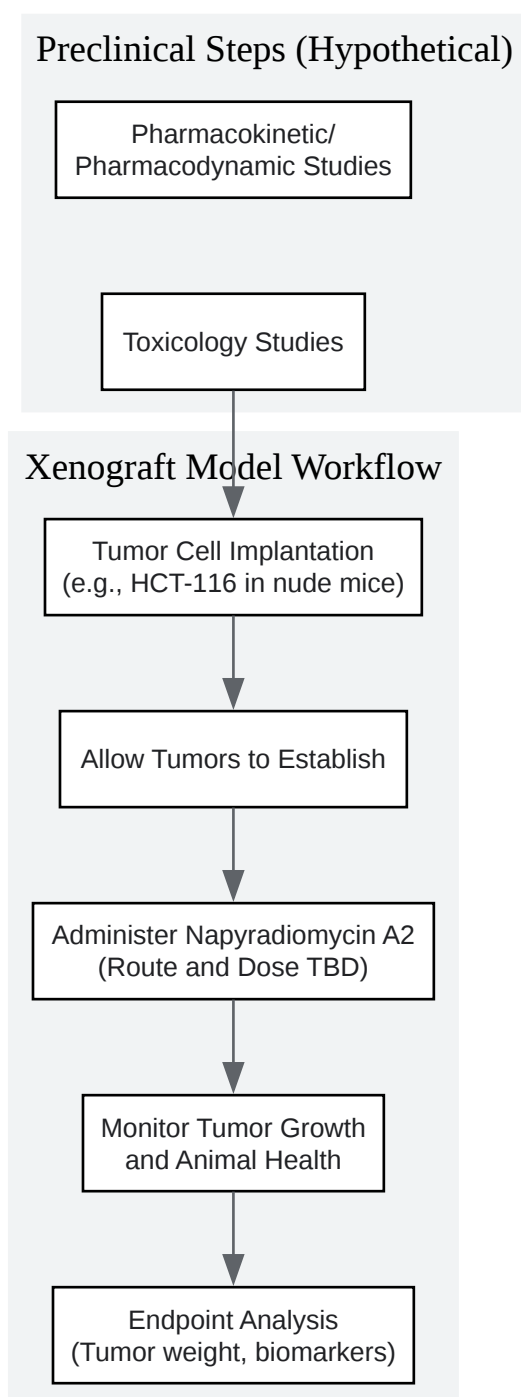 Preclinical Steps (Hypothetical)
Pharmacokinetic/
Pharmacodynamic Studies
Toxicology Studies
Xenograft Model Workflow
Tumor Cell Implantation
(e.g., HCT-116 in nude mice)
Allow Tumors to Establish
Administer Napyradiomycin A2
(Route and Dose TBD)
Monitor Tumor Growth
and Animal Health
Endpoint Analysis
(Tumor weight, biomarkers)